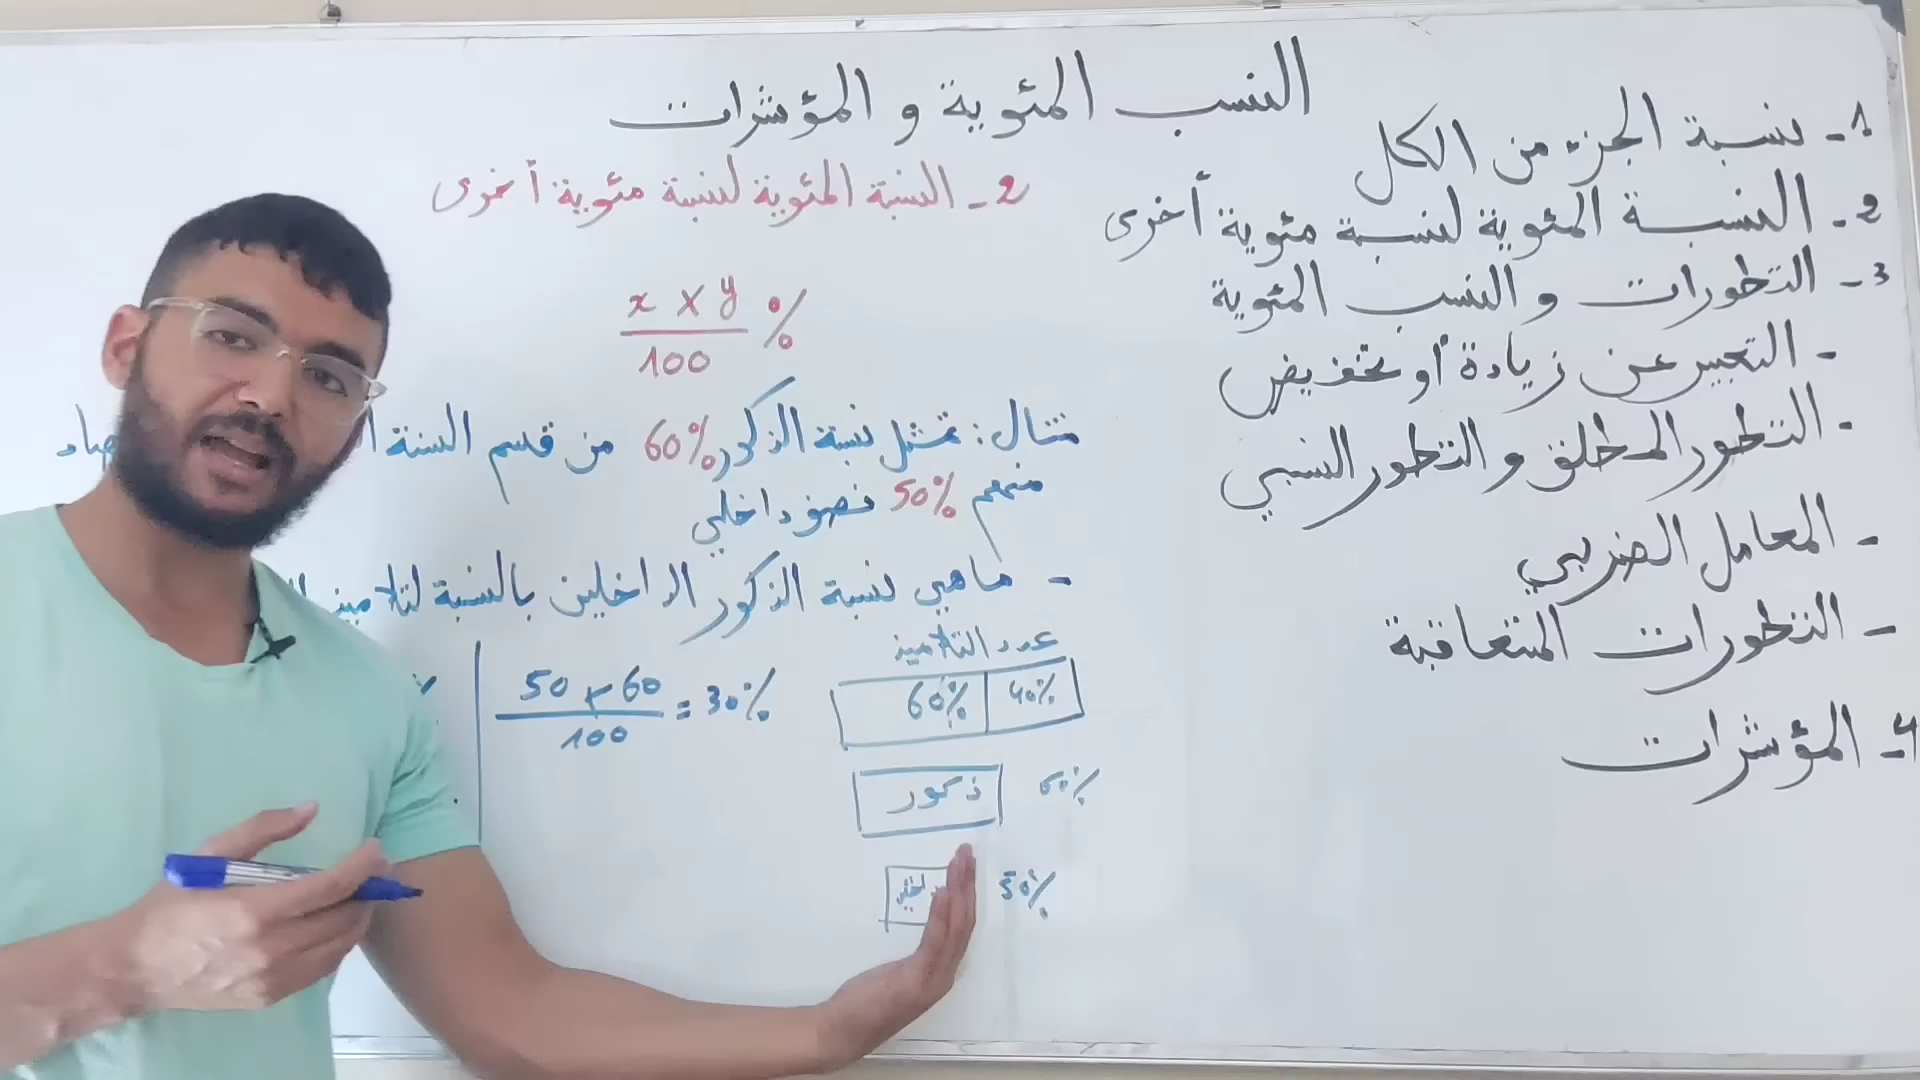 النسب المئوية و المؤشرات
1- نسبة الجزء من الكل
2- النسبة المئوية لنسبة مئوية أخرى
3- التطورات و النسب المئوية
- التعبير عن زيادة أو تخفيض
- التطور المطلق و التطور النسبي
- المعامل الضربي
- التطورات المتعاقبة
4- المؤشرات
2- النسبة المئوية لنسبة مئوية أخرى
x × y / 100 %
مثال: تمثل نسبة الذكور 60% من قسم السنة
منهم 50% نصف داخلي
- ماهي نسبة الذكور الداخلين بالنسبة لتلاميذ
عدد التلاميذ
60% 40%
ذكور 60%
50%
50 × 60 / 100 = 30%